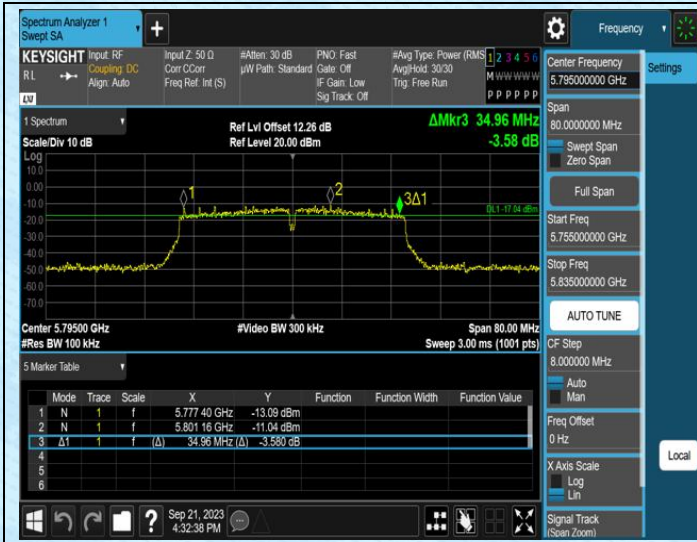 Spectrum Analyzer 1
Swept SA
+
Frequency
KEYSIGHT
RL
LXI
Input: RF
Coupling: DC
Align: Auto
Input Z: 50 Ω
Corr CCorr
Freq Ref: Int (S)
#Atten: 30 dB
µW Path: Standard
PNO: Fast
Gate: Off
IF Gain: Low
Sig Track: Off
#Avg Type: Power (RMS
Avg|Hold: 30/30
Trig: Free Run
1 2 3 4 5 6
M W W W W W
P P P P P P
1 Spectrum
Scale/Div 10 dB
Ref Lvl Offset 12.26 dB
Ref Level 20.00 dBm
ΔMkr3 34.96 MHz
-3.58 dB
Log
10.0
0.00
-10.0
-20.0
-30.0
-40.0
-50.0
-60.0
-70.0
1
2
3Δ1
DL1 -17.04 dBm
Center 5.79500 GHz
#Res BW 100 kHz
#Video BW 300 kHz
Span 80.00 MHz
Sweep 3.00 ms (1001 pts)
5 Marker Table
Mode Trace Scale X Y Function Function Width Function Value
1 N 1 f 5.777 40 GHz -13.09 dBm
2 N 1 f 5.801 16 GHz -11.04 dBm
3 Δ1 1 f (Δ) 34.96 MHz (Δ) -3.580 dB
4
5
6
?
Sep 21, 2023
4:32:38 PM
Center Frequency
5.795000000 GHz
Span
80.0000000 MHz
Swept Span
Zero Span
Full Span
Start Freq
5.755000000 GHz
Stop Freq
5.835000000 GHz
AUTO TUNE
CF Step
8.000000 MHz
Auto
Man
Freq Offset
0 Hz
X Axis Scale
Log
Lin
Signal Track
(Span Zoom)
Settings
Local